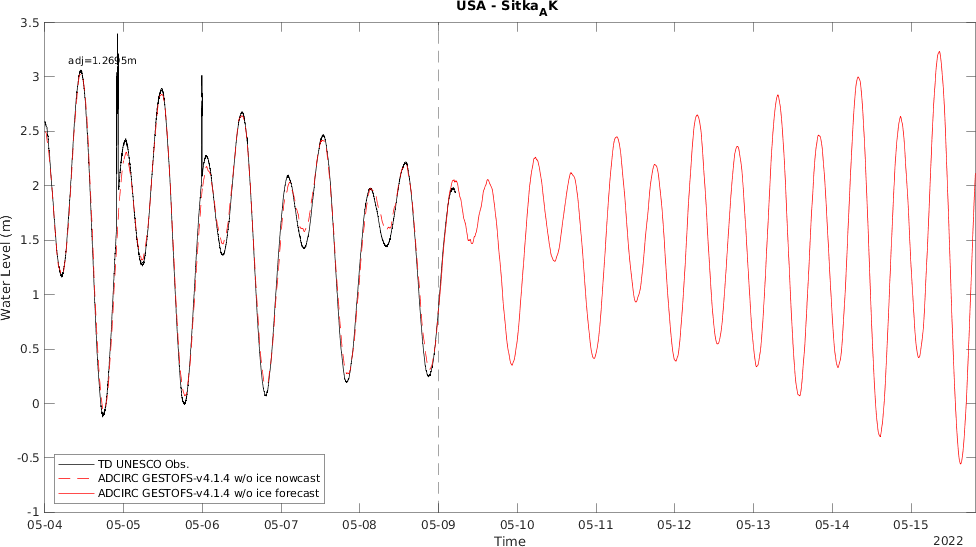 USA - Sitka_AK
3.5
adj=1.2695m
3
2.5
2
1.5
1
0.5
0
-0.5
-1
Water Level (m)
TD UNESCO Obs.
ADCIRC GESTOFS-v4.1.4 w/o ice nowcast
ADCIRC GESTOFS-v4.1.4 w/o ice forecast
05-04 05-05 05-06 05-07 05-08 05-09 05-10 05-11 05-12 05-13 05-14 05-15
Time
2022